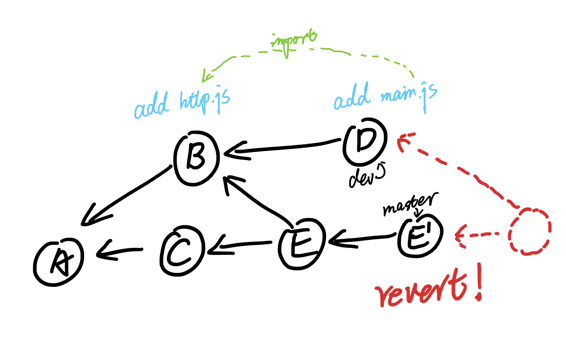 import
add http.js
add main.js
B
D
dev
master
A
C
E
E'
revert!